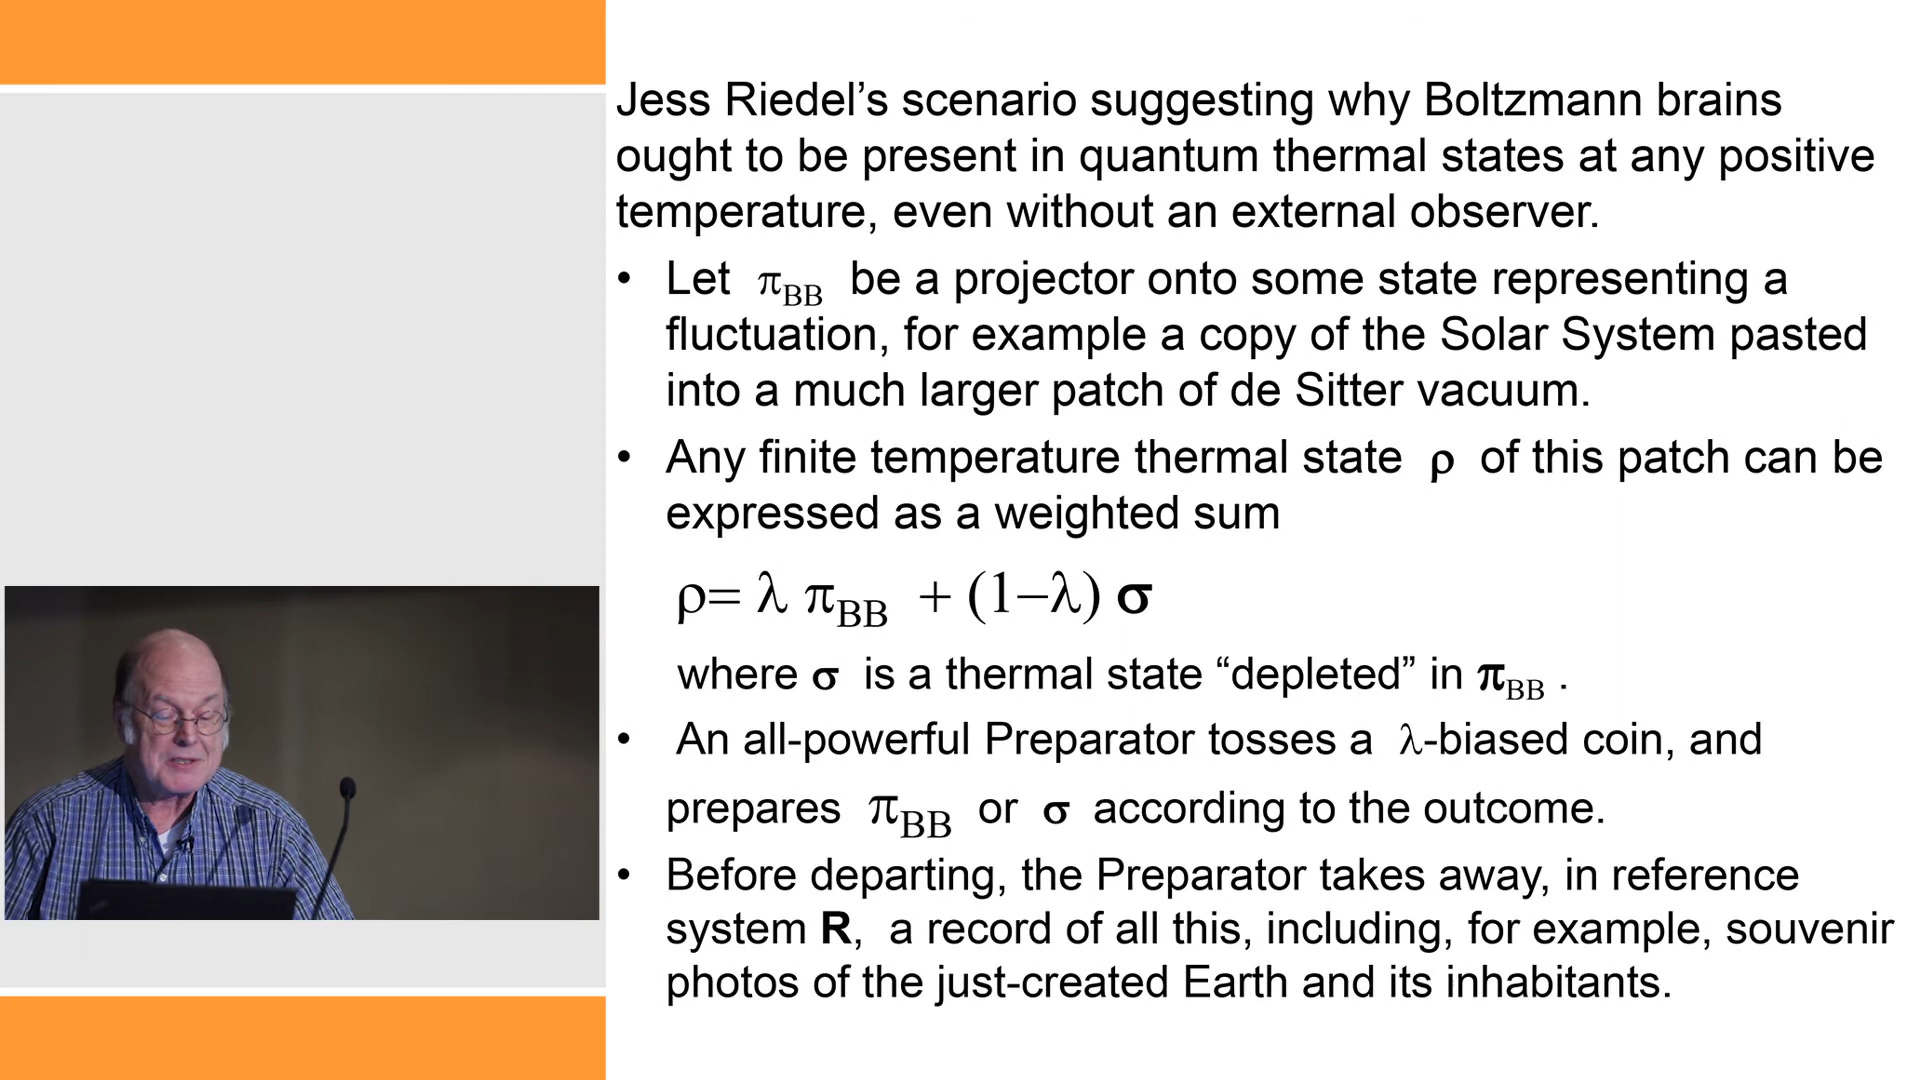 Jess Riedel’s scenario suggesting why Boltzmann brains
ought to be present in quantum thermal states at any positive
temperature, even without an external observer.
• Let π_BB be a projector onto some state representing a
fluctuation, for example a copy of the Solar System pasted
into a much larger patch of de Sitter vacuum.
• Any finite temperature thermal state ρ of this patch can be
expressed as a weighted sum
ρ= λ π_BB + (1−λ) σ
where σ is a thermal state “depleted” in π_BB .
• An all-powerful Preparator tosses a λ-biased coin, and
prepares π_BB or σ according to the outcome.
• Before departing, the Preparator takes away, in reference
system R, a record of all this, including, for example, souvenir
photos of the just-created Earth and its inhabitants.